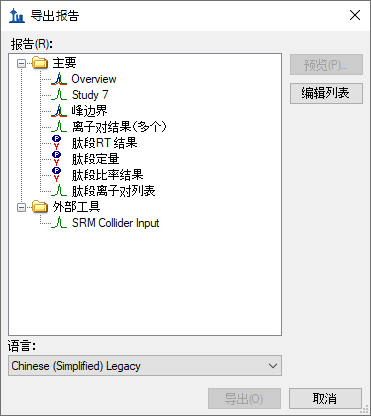 导出报告
报告(R):
主要
Overview
Study 7
峰边界
离子对结果(多个)
肽段RT 结果
肽段定量
肽段比率结果
肽段离子对列表
外部工具
SRM Collider Input
预览(P)...
编辑列表
语言:
Chinese (Simplified) Legacy
导出(O)
取消